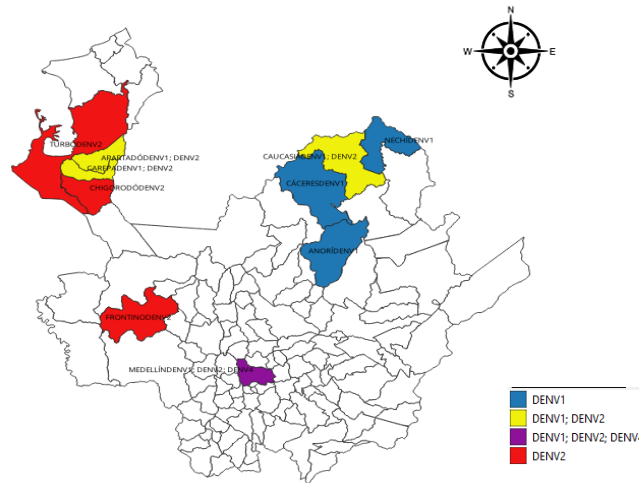 N
W E
S
TURBODENV2
APARTADÓDENV1; DENV2
CAREPADENV1; DENV2
CHIGORODÓDENV2
NECHÍDENV1
CAUCASIADENV1; DENV2
CÁCERESDENV1
ANORÍDENV1
FRONTINODENV2
MEDELLÍNDENV1; DENV2; DENV4
DENV1
DENV1; DENV2
DENV1; DENV2; DENV4
DENV2